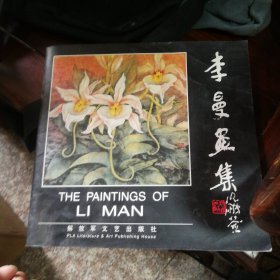 李曼画集
THE PAINTINGS OF
LI MAN
解放军文艺出版社
PLA Literature & Art Publishing House